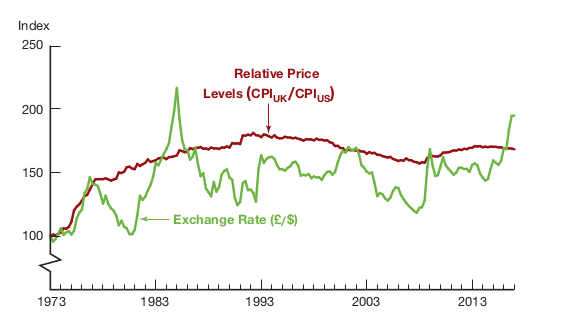 Index
250
200
150
100
Relative Price
Levels (CPIUK/CPIUS)
Exchange Rate (£/$)
1973 1983 1993 2003 2013